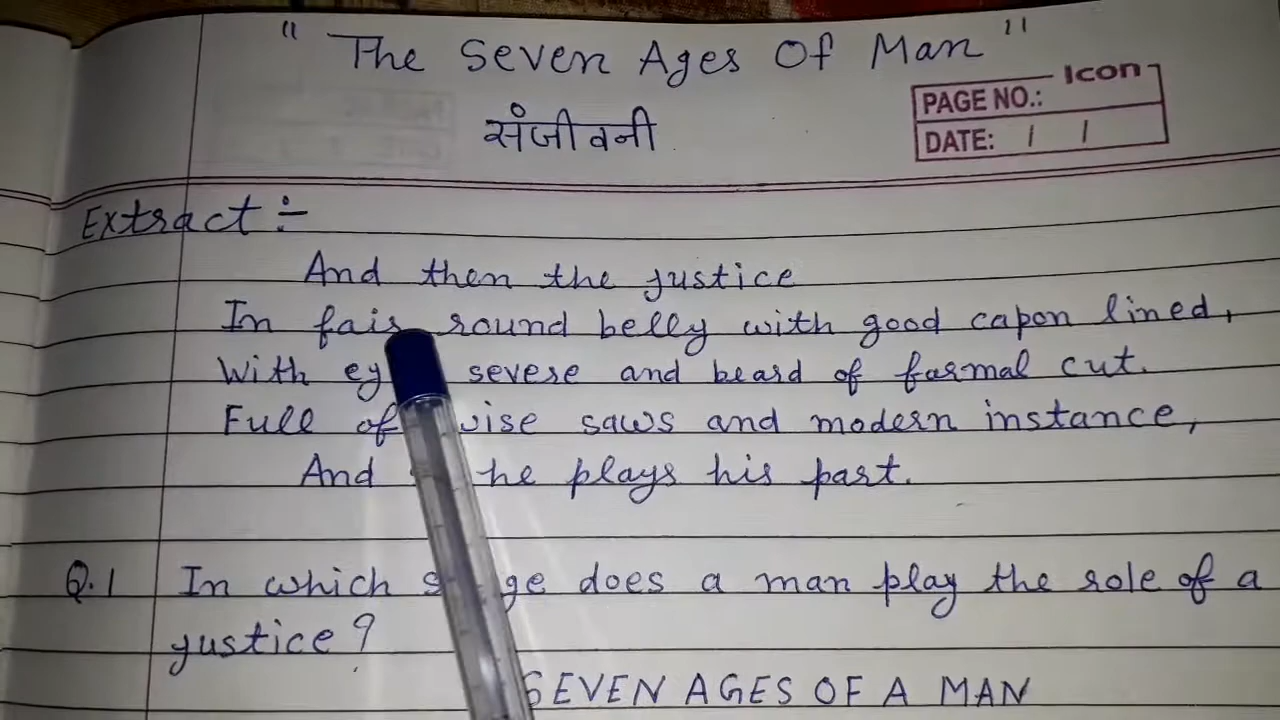 "The Seven Ages Of Man"
संजीवनी
Icon
PAGE NO.:
DATE: / /
Extract :-
And then the justice
In fair round belly with good capon lined,
With severe and beard of formal cut.
Full of saws and modern instance,
And he plays his part.
Q.1 In which does a man play the role of a
justice?
SEVEN AGES OF A MAN